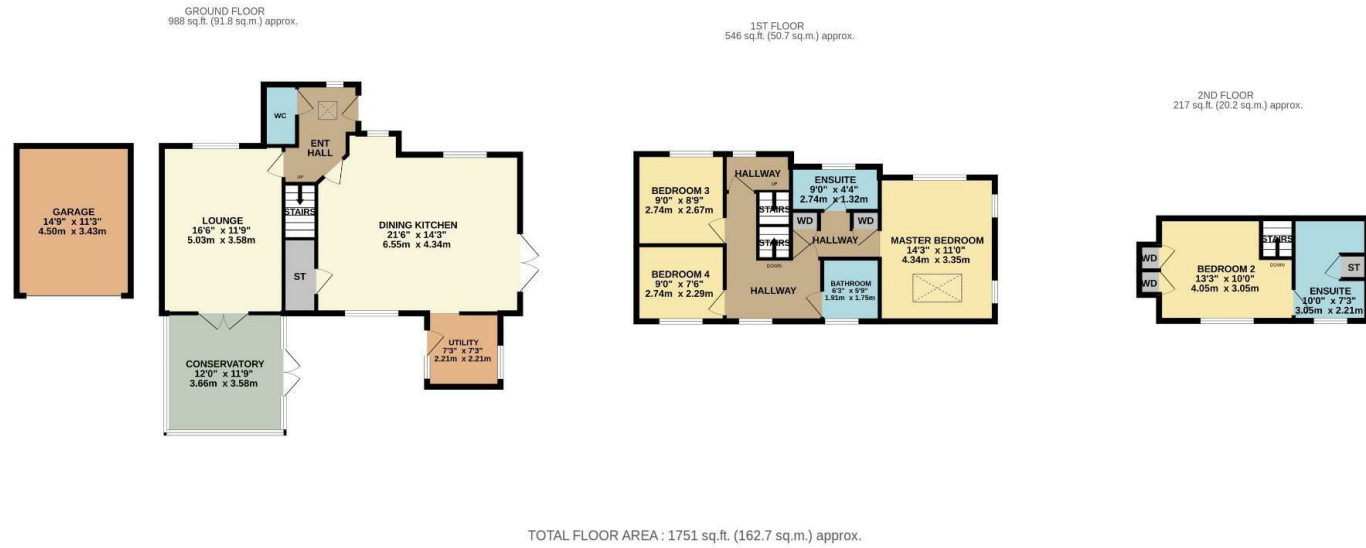 GROUND FLOOR
988 sq.ft. (91.8 sq.m.) approx.
GARAGE
14'9" x 11'3"
4.50m x 3.43m
WC
ENT
HALL
UP
LOUNGE
16'6" x 11'9"
5.03m x 3.58m
STAIRS
ST
DINING KITCHEN
21'6" x 14'3"
6.55m x 4.34m
CONSERVATORY
12'0" x 11'9"
3.66m x 3.58m
UTILITY
7'3" x 7'3"
2.21m x 2.21m
1ST FLOOR
546 sq.ft. (50.7 sq.m.) approx.
BEDROOM 3
9'0" x 8'9"
2.74m x 2.67m
HALLWAY
UP
STAIRS
STAIRS
DOWN
ENSUITE
9'0" x 4'4"
2.74m x 1.32m
WD
WD
HALLWAY
MASTER BEDROOM
14'3" x 11'0"
4.34m x 3.35m
BEDROOM 4
9'0" x 7'6"
2.74m x 2.29m
HALLWAY
BATHROOM
6'3" x 5'9"
1.91m x 1.75m
2ND FLOOR
217 sq.ft. (20.2 sq.m.) approx.
WD
WD
BEDROOM 2
13'3" x 10'0"
4.05m x 3.05m
STAIRS
DOWN
ST
ENSUITE
10'0" x 7'3"
3.05m x 2.21m
TOTAL FLOOR AREA : 1751 sq.ft. (162.7 sq.m.) approx.